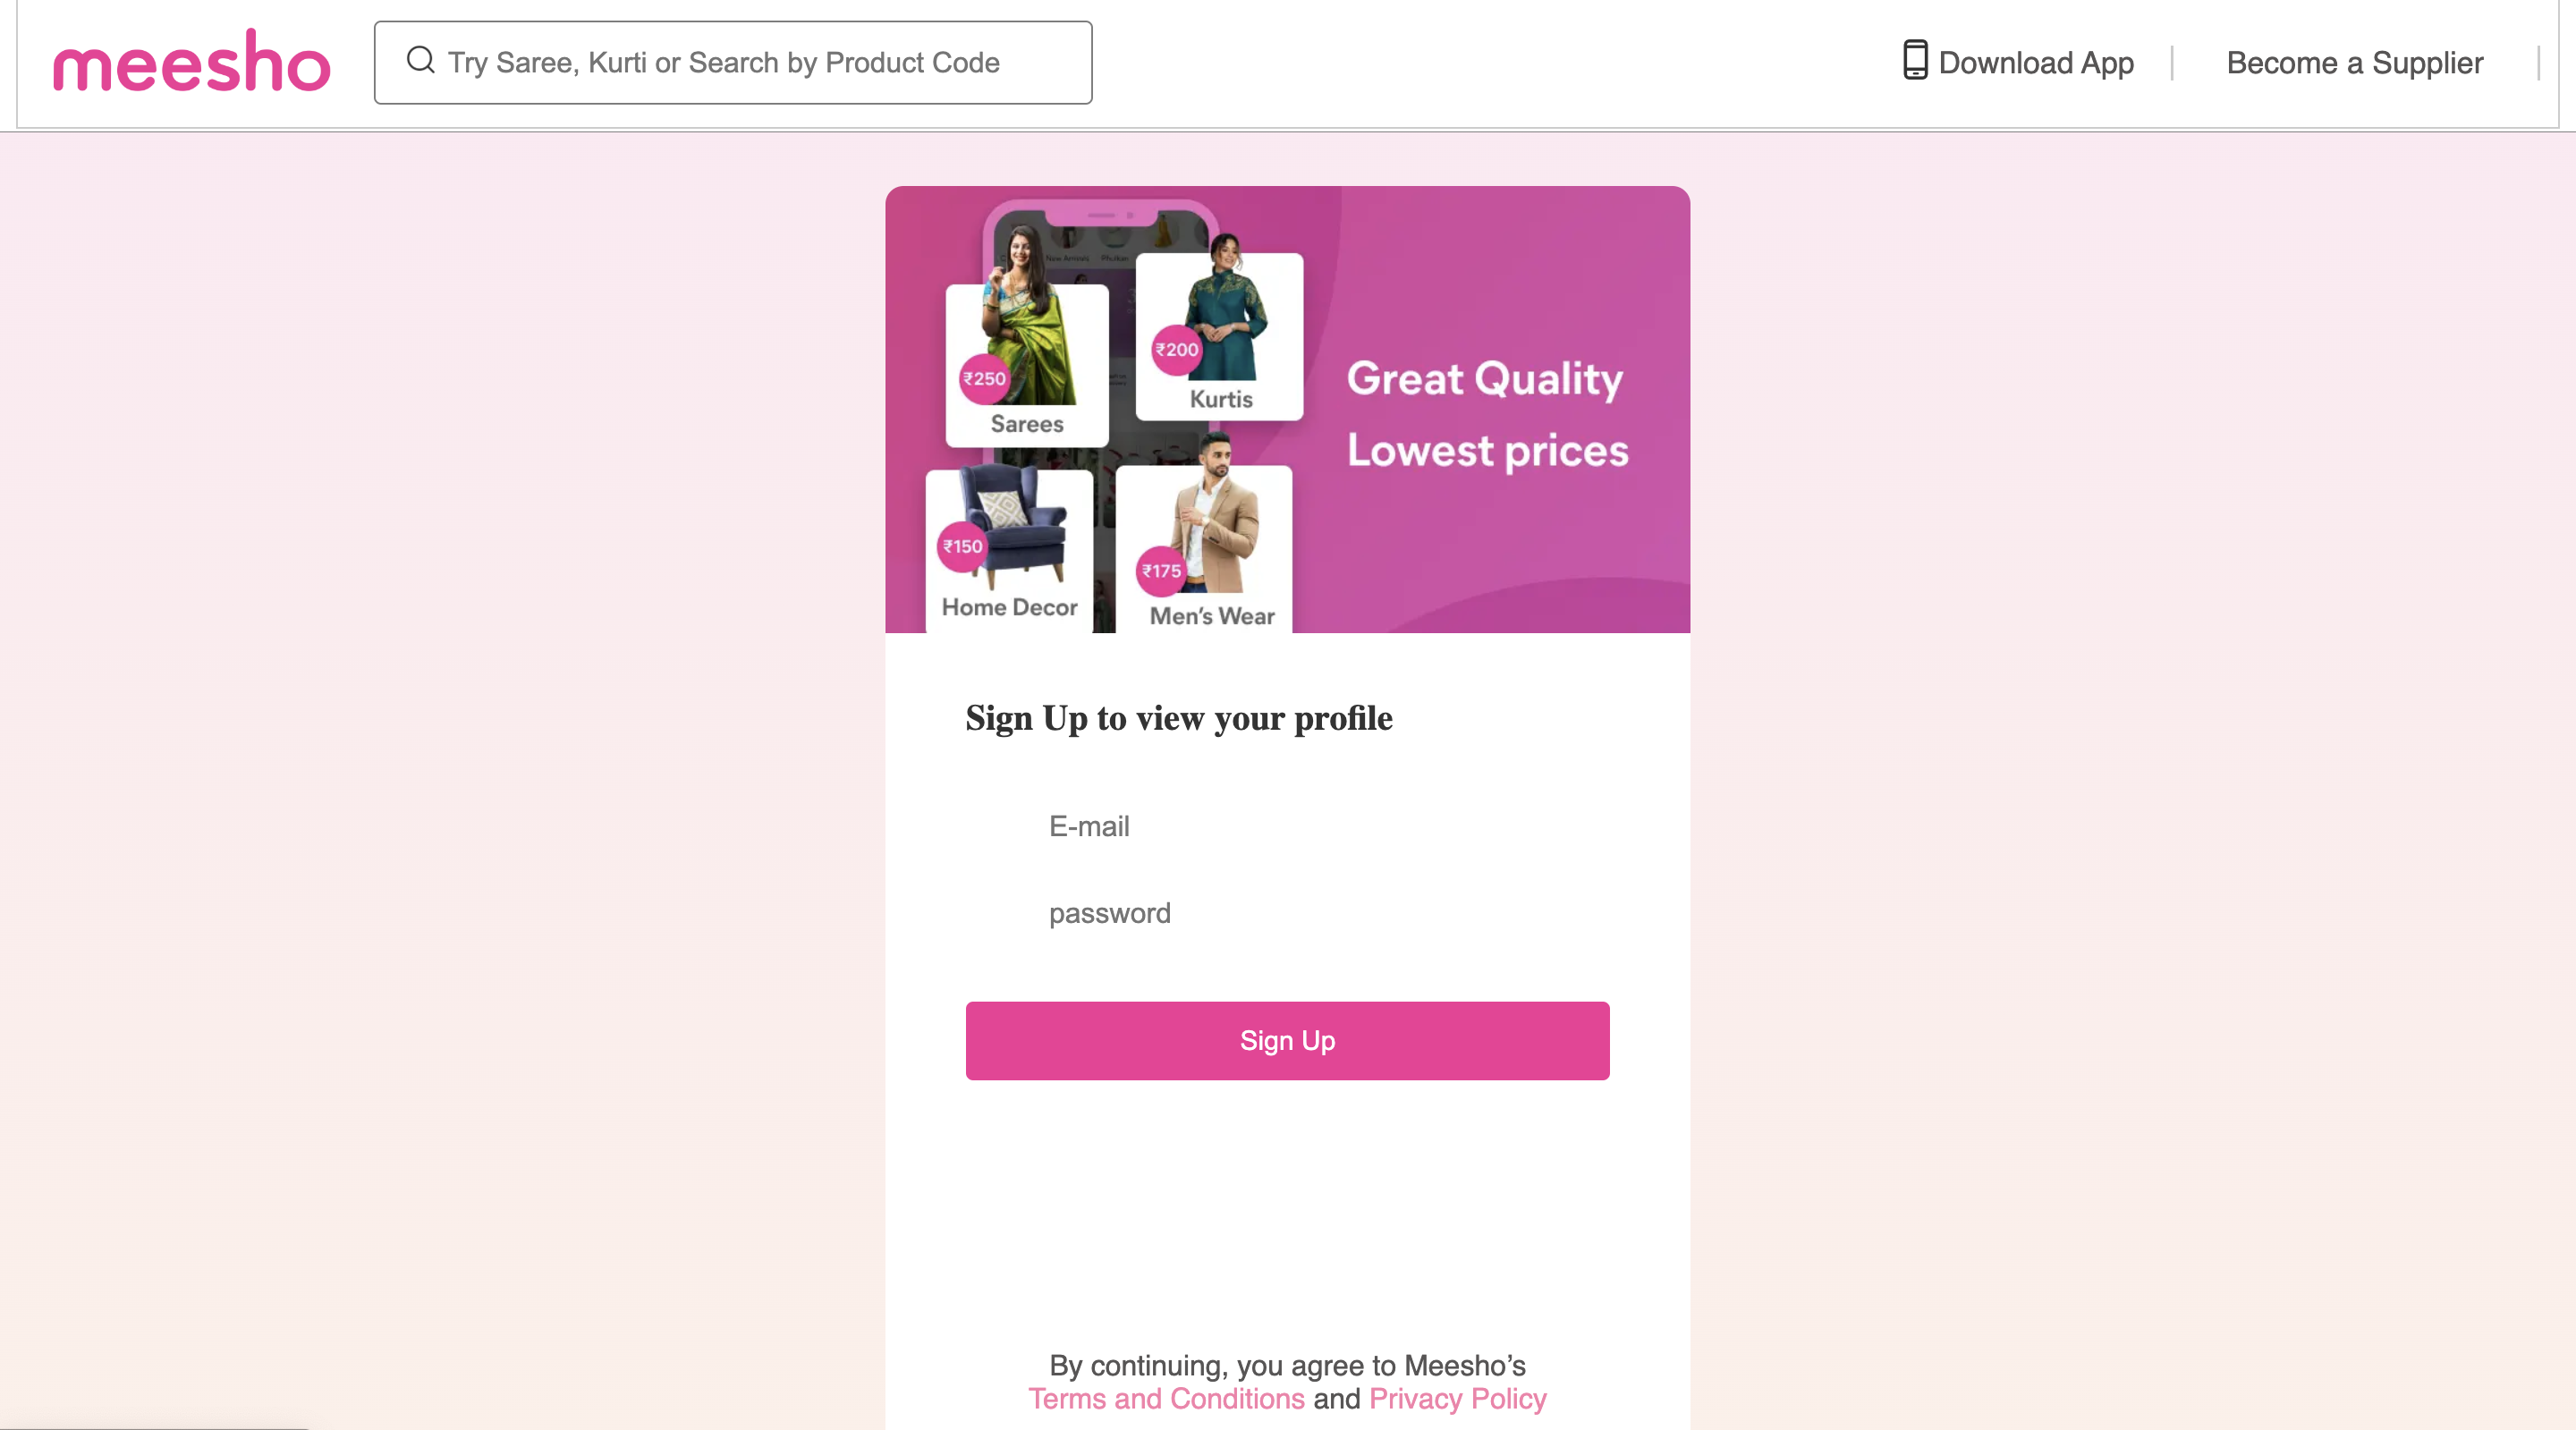 meesho
Try Saree, Kurti or Search by Product Code
Download App
Become a Supplier
New Arrivals
₹250
Sarees
₹200
Kurtis
₹150
Home Decor
₹175
Men's Wear
Great Quality
Lowest prices
Sign Up to view your profile
E-mail
password
Sign Up
By continuing, you agree to Meesho’s
Terms and Conditions and Privacy Policy